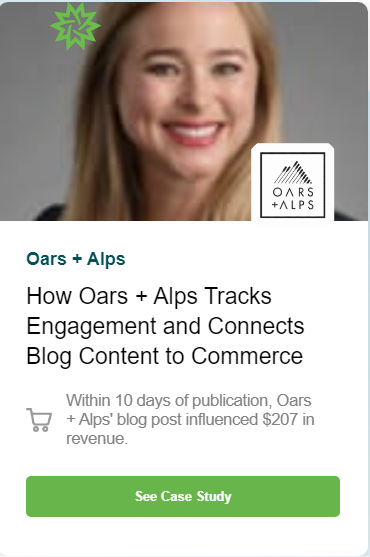 OARS
+ALPS
Oars + Alps
How Oars + Alps Tracks
Engagement and Connects
Blog Content to Commerce
Within 10 days of publication, Oars
+ Alps' blog post influenced $207 in
revenue.
See Case Study